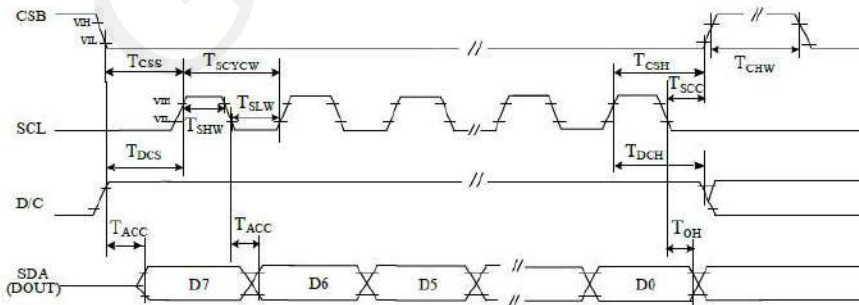 CSB
VIH
VIL
TCSS
TSCYCW
TCSH
TSCC
TCHW
VIH
VIL
TSLW
TSHW
SCL
TDCS
TDCH
D/C
TACC
TACC
TOH
SDA
(DOUT)
D7
D6
D5
D0